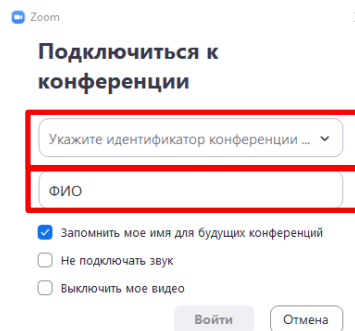 Zoom
Подключиться к
конференции
Укажите идентификатор конференции ...
ФИО
Запомнить мое имя для будущих конференций
Не подключать звук
Выключить мое видео
Войти
Отмена